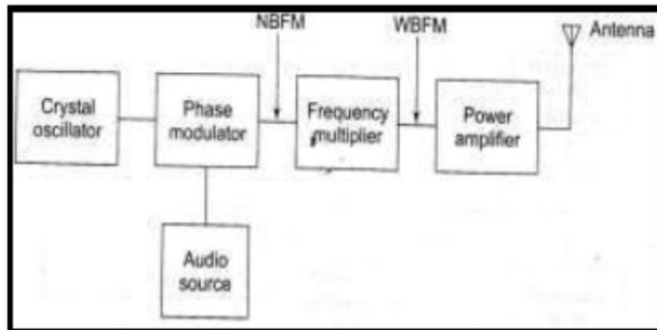 NBFM
WBFM
Antenna
Crystal
oscillator
Phase
modulator
Frequency
multiplier
Power
amplifier
Audio
source